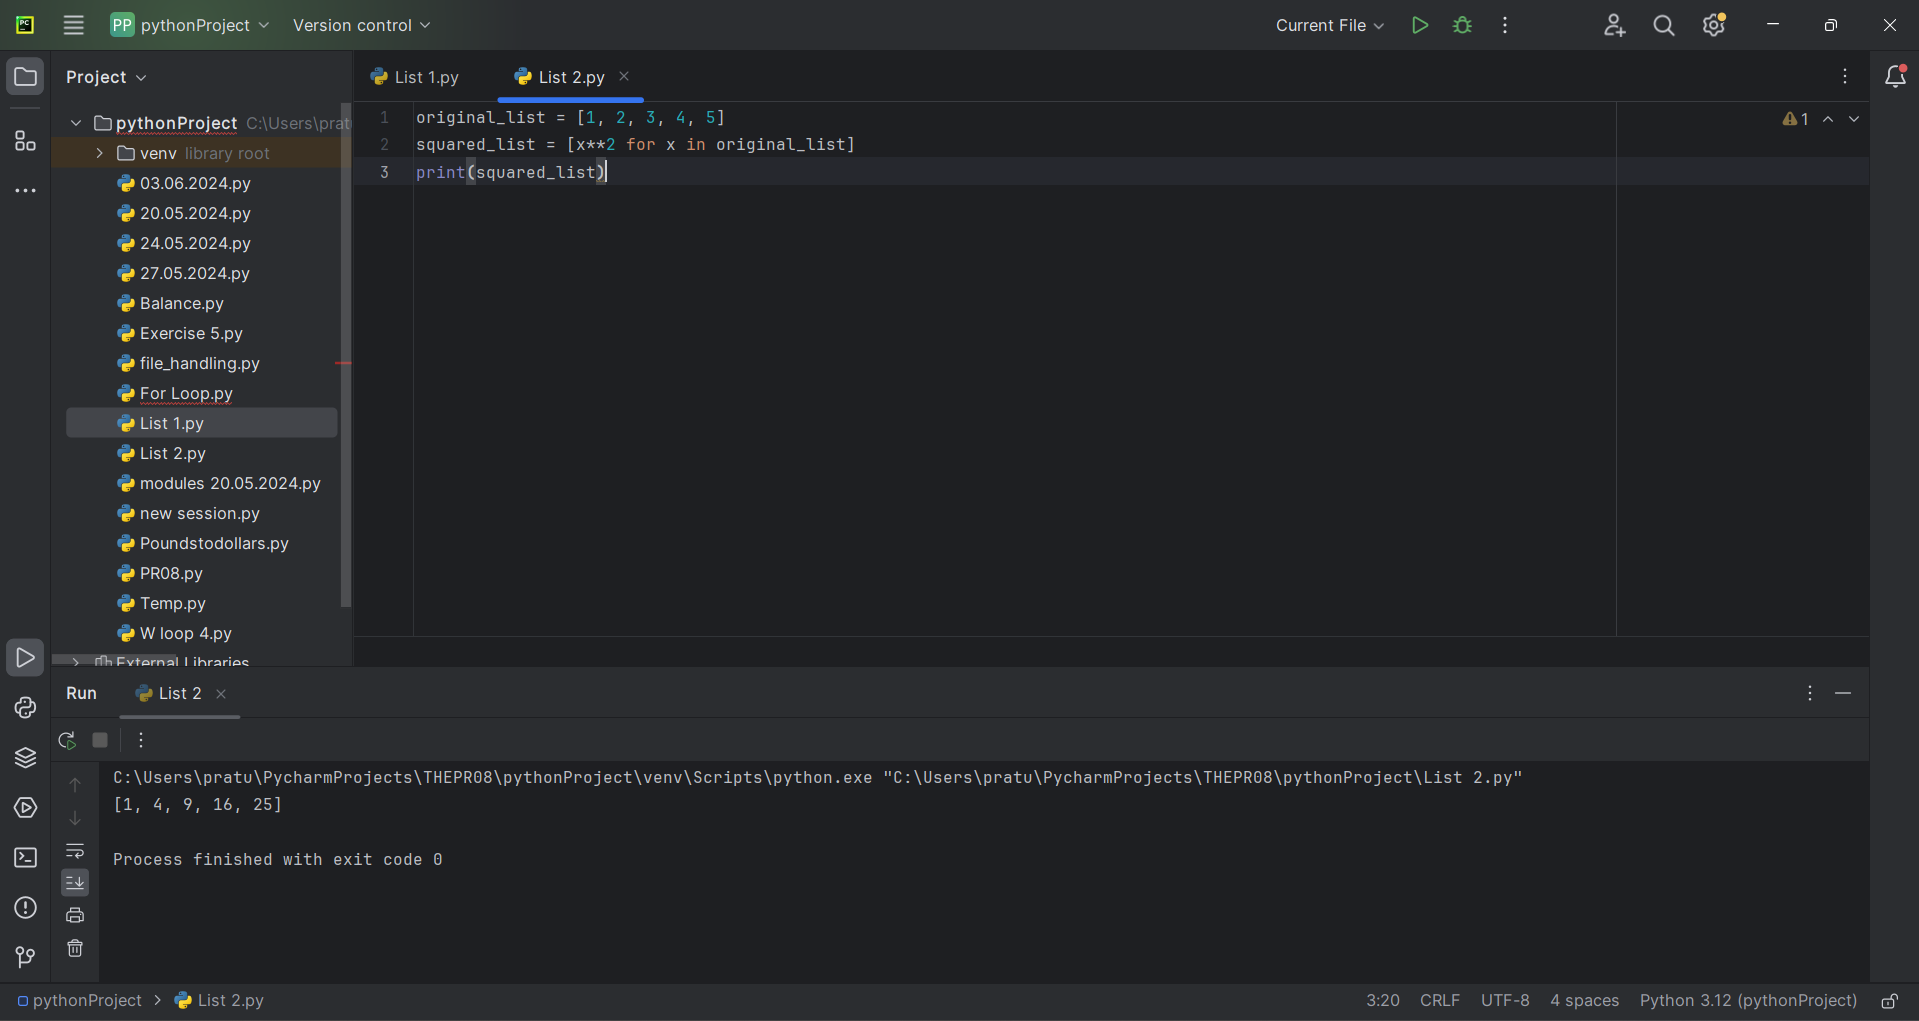 PC
PP pythonProject
Version control
Current File
Project
List 1.py
List 2.py
pythonProject C:\Users\prat
venv library root
03.06.2024.py
20.05.2024.py
24.05.2024.py
27.05.2024.py
Balance.py
Exercise 5.py
file_handling.py
For Loop.py
List 1.py
List 2.py
modules 20.05.2024.py
new session.py
Poundstodollars.py
PR08.py
Temp.py
W loop 4.py
External Libraries
1 original_list = [1, 2, 3, 4, 5]
2 squared_list = [x**2 for x in original_list]
3 print(squared_list)
1
Run
List 2
C:\Users\pratu\PycharmProjects\THEPR08\pythonProject\venv\Scripts\python.exe "C:\Users\pratu\PycharmProjects\THEPR08\pythonProject\List 2.py"
[1, 4, 9, 16, 25]
Process finished with exit code 0
pythonProject > List 2.py
3:20 CRLF UTF-8 4 spaces Python 3.12 (pythonProject)